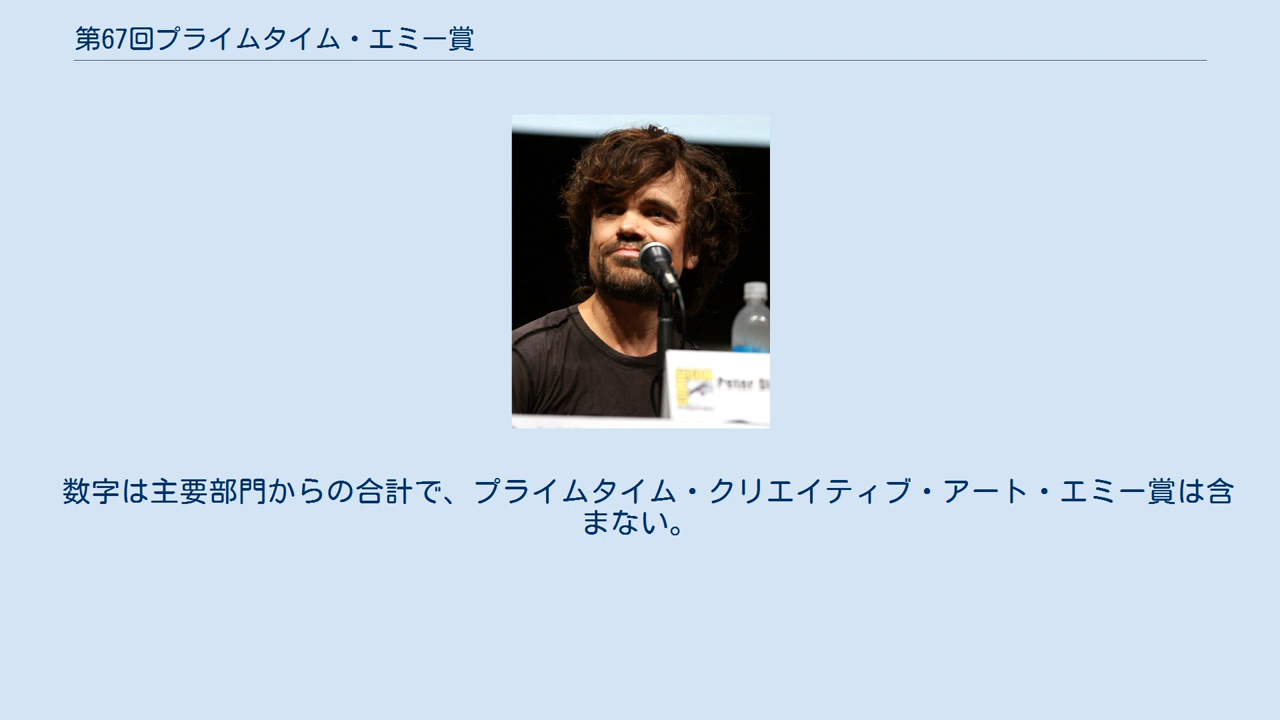 第67回プライムタイム・エミー賞
Peter
数字は主要部門からの合計で、プライムタイム・クリエイティブ・アート・エミー賞は含
まない。